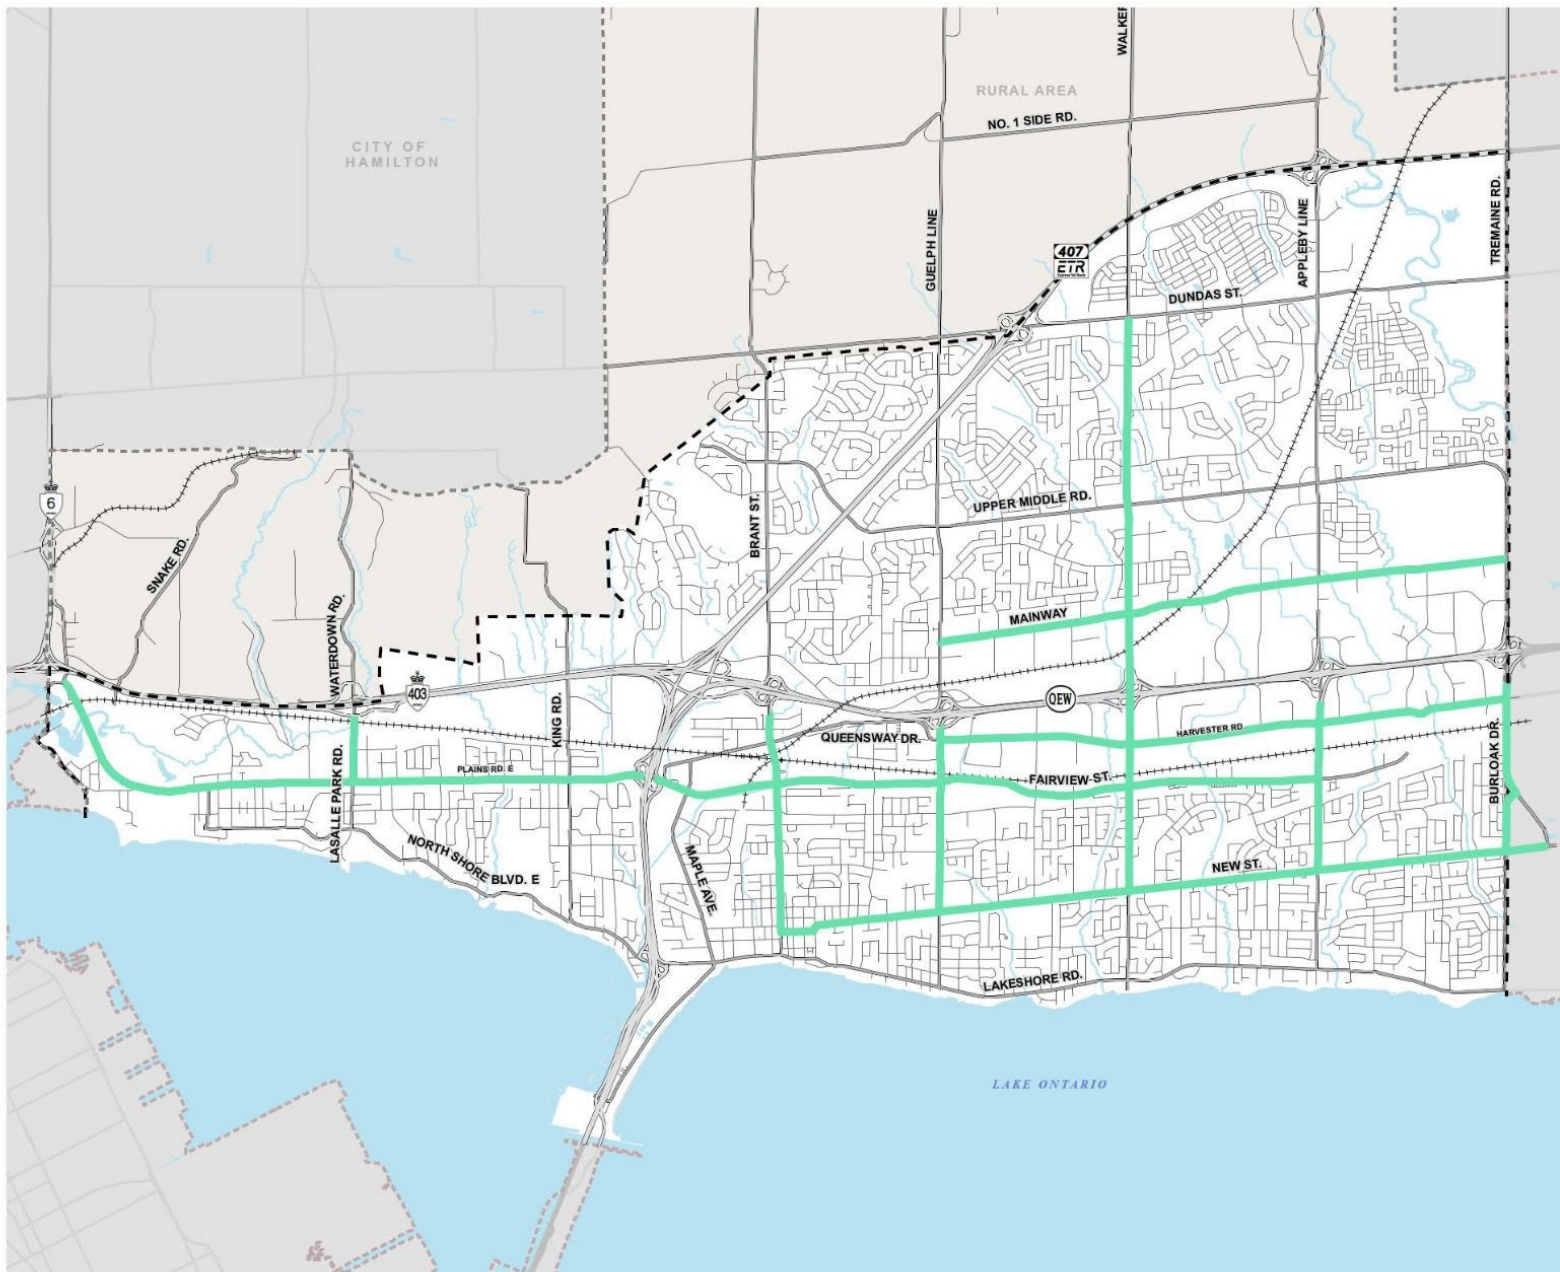 WALKER
RURAL AREA
NO. 1 SIDE RD.
CITY OF
HAMILTON
TREMAINE RD.
GUELPH LINE
APPLEBY LINE
407
ETR
DUNDAS ST.
6
UPPER MIDDLE RD.
BRANT ST.
SNAKE RD.
WATERDOWN RD.
MAINWAY
403
QEW
KING RD.
QUEENSWAY DR.
HARVESTER RD
BURLOAK DR.
PLAINS RD. E
FAIRVIEW ST.
LASALLE PARK RD.
NORTH SHORE BLVD. E
MAPLE AVE.
NEW ST.
LAKESHORE RD.
LAKE ONTARIO